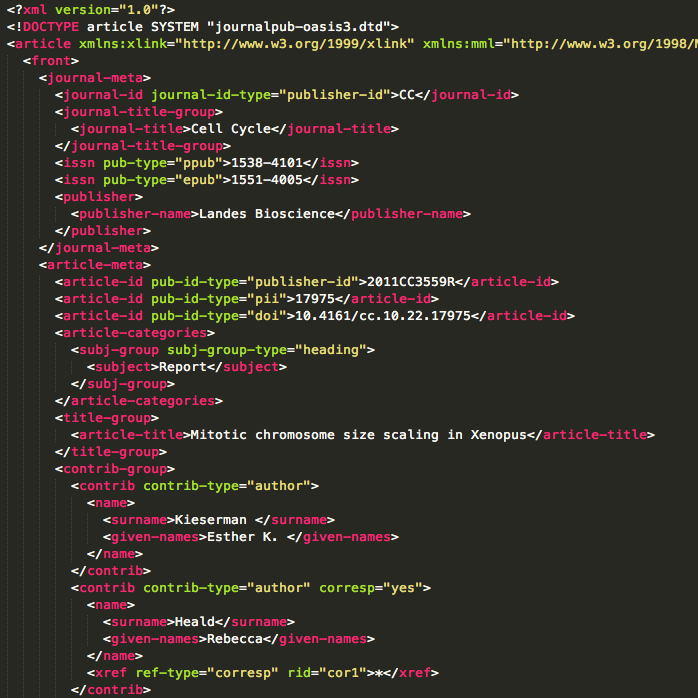 <?xml version="1.0"?>
<!DOCTYPE article SYSTEM "journalpub-oasis3.dtd">
<article xmlns:xlink="http://www.w3.org/1999/xlink" xmlns:mml="http://www.w3.org/1998/M
<front>
<journal-meta>
<journal-id journal-id-type="publisher-id">CC</journal-id>
<journal-title-group>
<journal-title>Cell Cycle</journal-title>
</journal-title-group>
<issn pub-type="ppub">1538-4101</issn>
<issn pub-type="epub">1551-4005</issn>
<publisher>
<publisher-name>Landes Bioscience</publisher-name>
</publisher>
</journal-meta>
<article-meta>
<article-id pub-id-type="publisher-id">2011CC3559R</article-id>
<article-id pub-id-type="pii">17975</article-id>
<article-id pub-id-type="doi">10.4161/cc.10.22.17975</article-id>
<article-categories>
<subj-group subj-group-type="heading">
<subject>Report</subject>
</subj-group>
</article-categories>
<title-group>
<article-title>Mitotic chromosome size scaling in Xenopus</article-title>
</title-group>
<contrib-group>
<contrib contrib-type="author">
<name>
<surname>Kieserman </surname>
<given-names>Esther K. </given-names>
</name>
</contrib>
<contrib contrib-type="author" corresp="yes">
<name>
<surname>Heald</surname>
<given-names>Rebecca</given-names>
</name>
<xref ref-type="corresp" rid="cor1">*</xref>
</contrib>